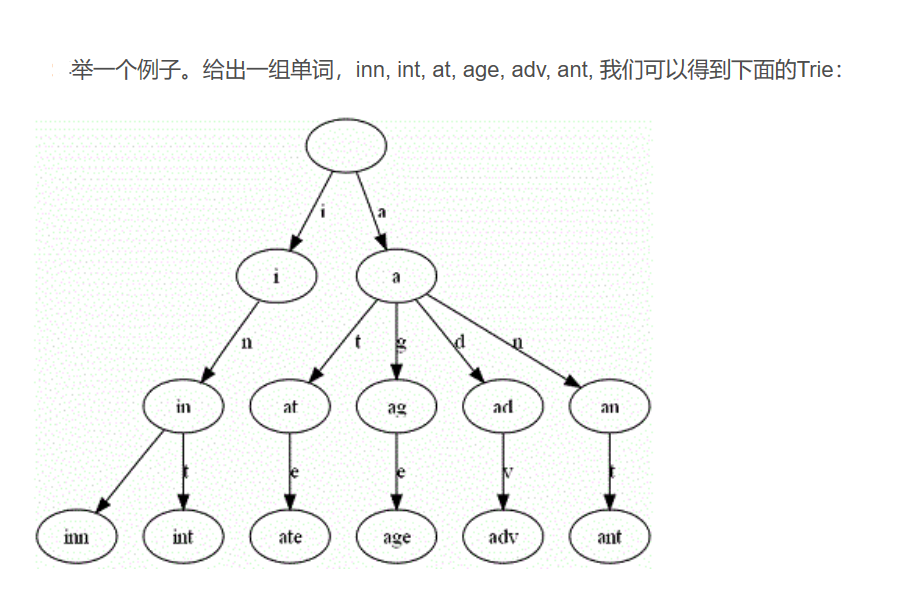 举一个例子。给出一组单词，inn, int, at, age, adv, ant, 我们可以得到下面的Trie：
i a
i a
n t g d n
in at ag ad an
t e e v t
inn int ate age adv ant